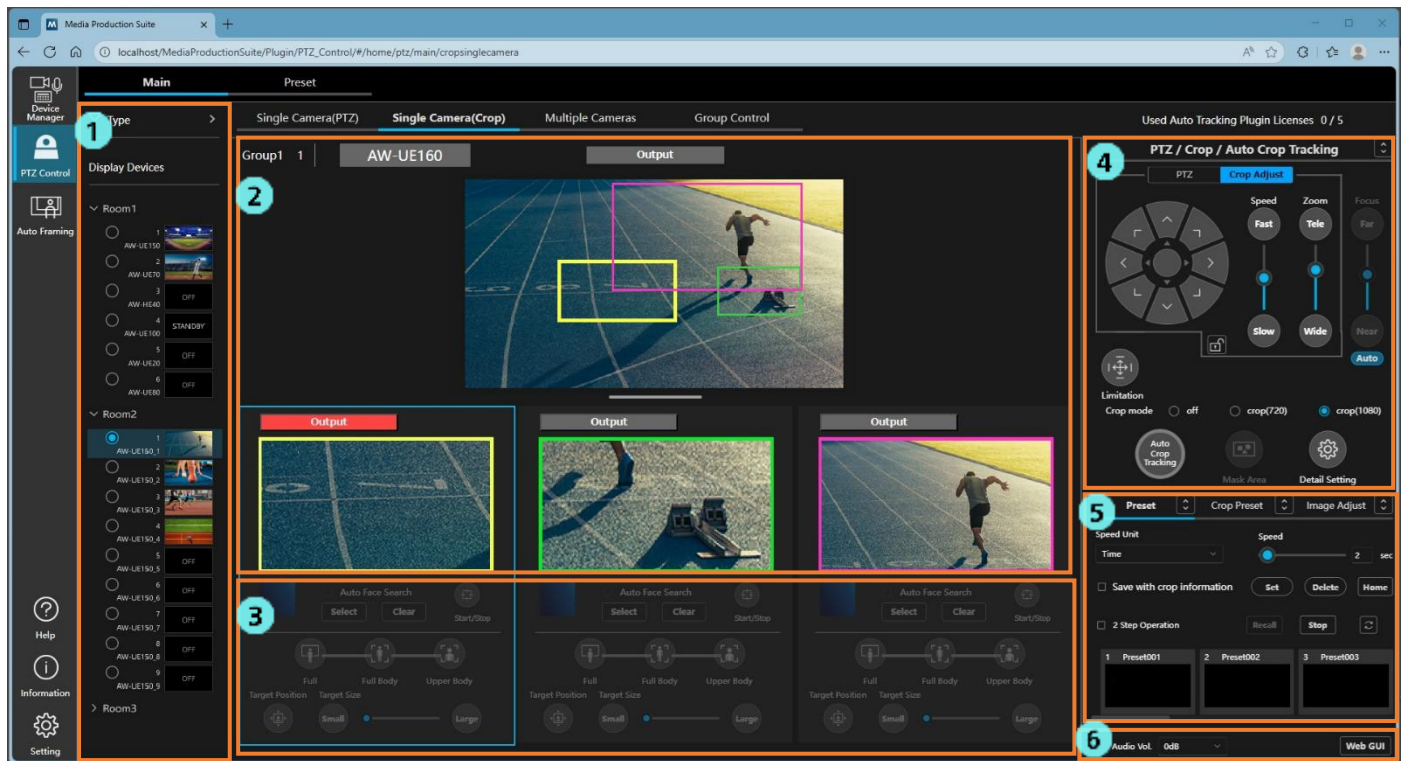 Media Production Suite
localhost/MediaProductionSuite/Plugin/PTZ_Control/#/home/ptz/main/cropsinglecamera
Device Manager
PTZ Control
Auto Framing
Help
Information
Setting
Main Preset
1
Type
Display Devices
Room1
1
AW-UE150
2
AW-UE70
3
AW-HE40 OFF
4
AW-UE100 STANDBY
5
AW-UE20 OFF
6
AW-UE80 OFF
Room2
1
AW-UE160_1
2
AW-UE150_2
3
AW-UE150_3
4
AW-UE150_4
5
AW-UE150_5 OFF
6
AW-UE150_6 OFF
7
AW-UE150_7 OFF
8
AW-UE150_8 OFF
9
AW-UE150_9 OFF
Room3
Single Camera(PTZ) Single Camera(Crop) Multiple Cameras Group Control
Used Auto Tracking Plugin Licenses 0 / 5
Group1 1 AW-UE160 Output
2
Output Output Output
3
Auto Face Search Auto Face Search Auto Face Search
Select Clear Start/Stop Select Clear Start/Stop Select Clear Start/Stop
Full Full Body Upper Body Full Full Body Upper Body Full Full Body Upper Body
Target Position Target Size Target Position Target Size Target Position Target Size
Small Large Small Large Small Large
4
PTZ / Crop / Auto Crop Tracking
PTZ Crop Adjust
Speed Zoom Focus
Fast Tele Far
Slow Wide Near
Auto
Limitation
Crop mode off crop(720) crop(1080)
Auto Crop Tracking
Mask Area Detail Setting
5
Preset Crop Preset Image Adjust
Speed Unit Speed
Time 2 sec
Save with crop information Set Delete Home
2 Step Operation Recall Stop
1 Preset001 2 Preset002 3 Preset003
6
Audio Vol. 0dB Web GUI